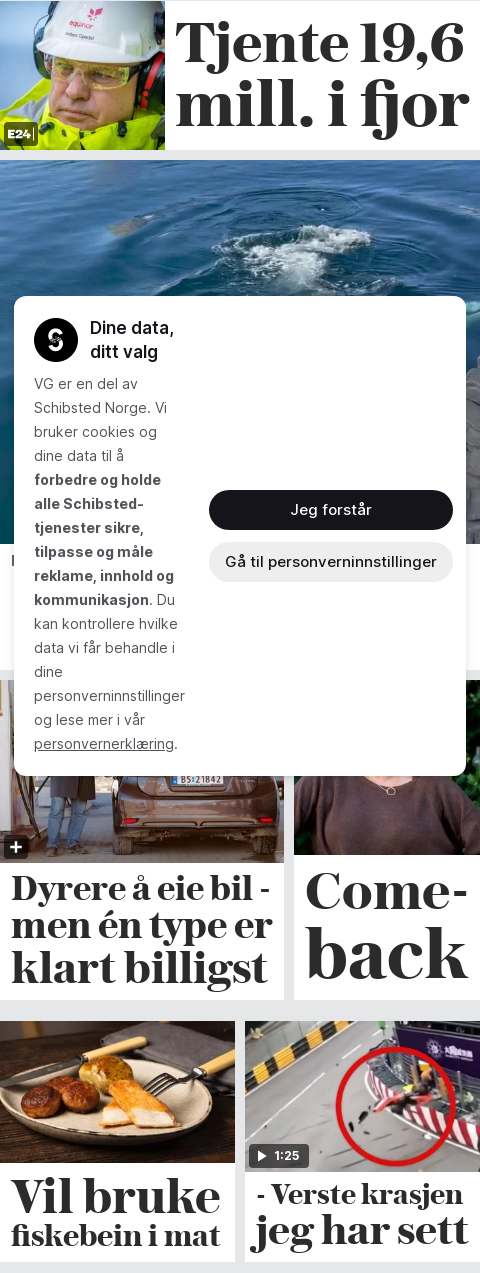 equinor
Anders Opedal
E24
Tjente 19,6
mill. i fjor
Dine data,
ditt valg
VG er en del av
Schibsted Norge. Vi
bruker cookies og
dine data til å
forbedre og holde
alle Schibsted-
tjenester sikre,
tilpasse og måle
reklame, innhold og
kommunikasjon. Du
kan kontrollere hvilke
data vi får behandle i
dine
personverninnstillinger
og lese mer i vår
personvernerklæring.
Jeg forstår
Gå til personverninnstillinger
BS 21842
Dyrere å eie bil -
men én type er
klart billigst
Come-
back
Vil bruke
fiskebein i mat
1:25
- Verste krasjen
jeg har sett